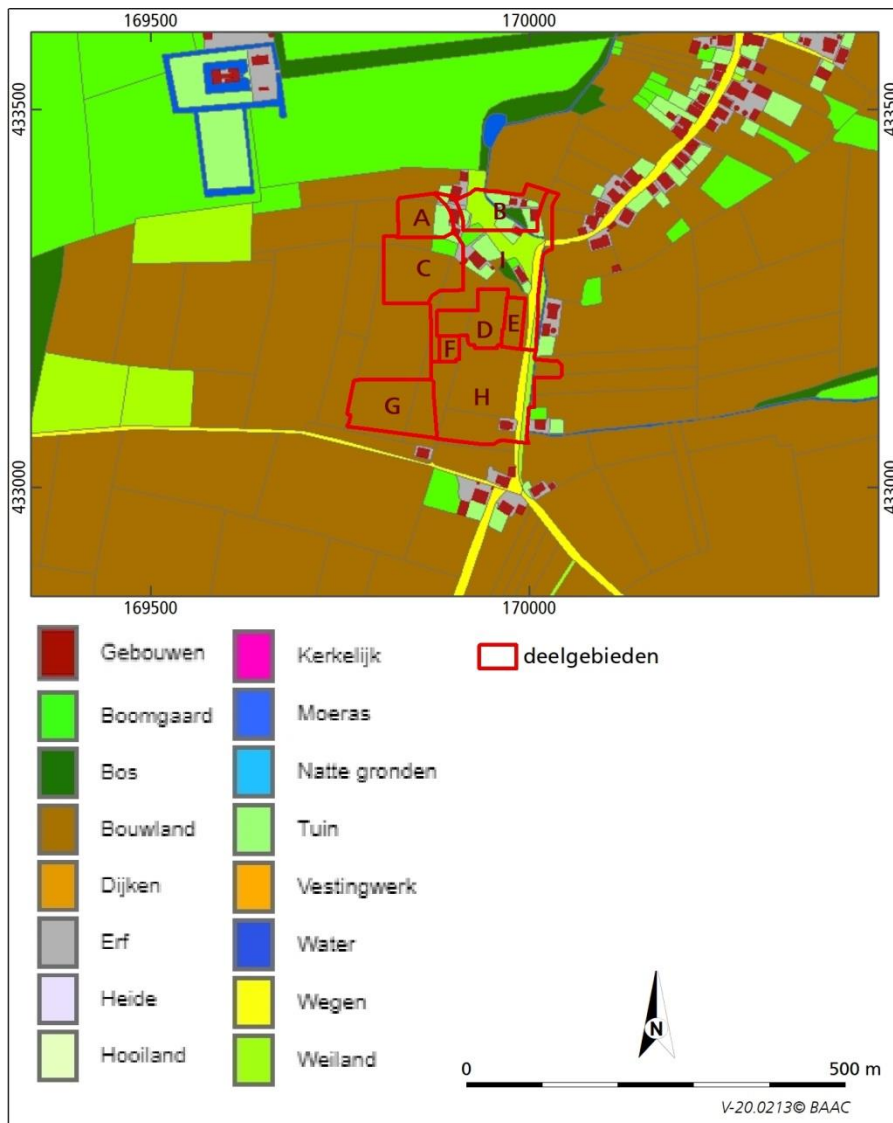 169500 170000
433500 433500
A
B
C
I
D
E
F
G
H
433000 433000
169500 170000
Gebouwen
Boomgaard
Bos
Bouwland
Dijken
Erf
Heide
Hooiland
Kerkelijk
Moeras
Natte gronden
Tuin
Vestingwerk
Water
Wegen
Weiland
deelgebieden
N
0 500 m
V-20.0213© BAAC